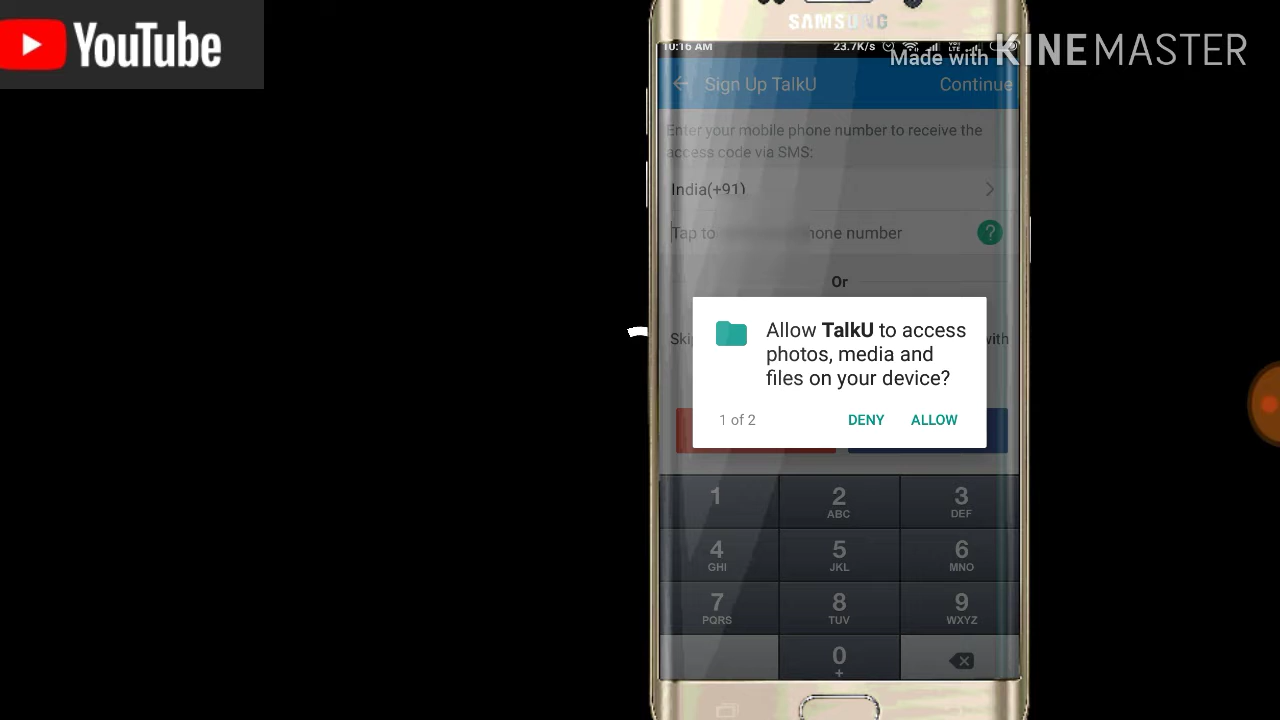 YouTube
SAMSUNG
10:16 AM 23.7K/s
Made with KINEMASTER
Sign Up TalkU Continue
Enter your mobile phone number to receive the
access code via SMS:
India(+91)
Tap to phone number
?
Or
with
Allow TalkU to access
photos, media and
files on your device?
1 of 2 DENY ALLOW
1 2 3
ABC DEF
4 5 6
GHI JKL MNO
7 8 9
PQRS TUV WXYZ
0
+